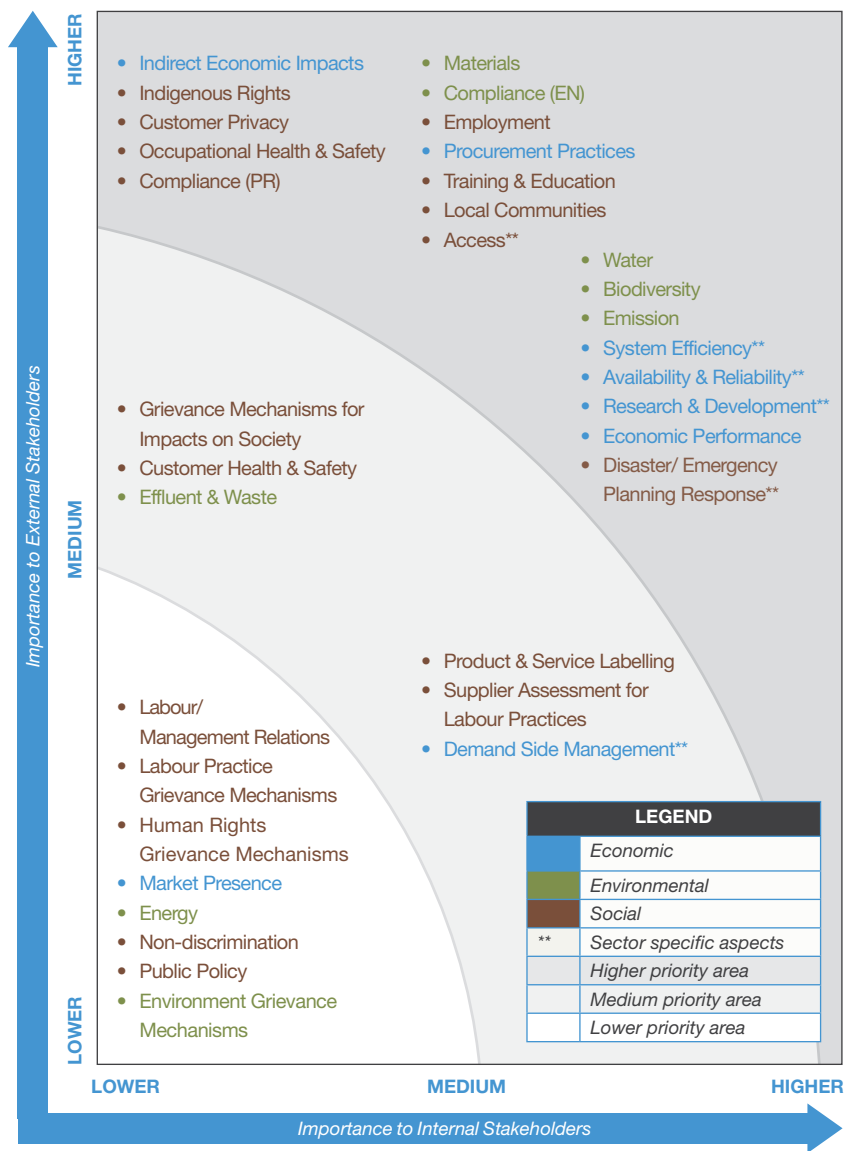 HIGHER
• Indirect Economic Impacts
• Indigenous Rights
• Customer Privacy
• Occupational Health & Safety
• Compliance (PR)
• Materials
• Compliance (EN)
• Employment
• Procurement Practices
• Training & Education
• Local Communities
• Access**
• Water
• Biodiversity
• Emission
• System Efficiency**
• Availability & Reliability**
• Research & Development**
• Economic Performance
• Disaster/ Emergency
Planning Response**
Importance to External Stakeholders
MEDIUM
• Grievance Mechanisms for
Impacts on Society
• Customer Health & Safety
• Effluent & Waste
• Product & Service Labelling
• Supplier Assessment for
Labour Practices
• Demand Side Management**
• Labour/
Management Relations
• Labour Practice
Grievance Mechanisms
• Human Rights
Grievance Mechanisms
• Market Presence
• Energy
• Non-discrimination
• Public Policy
• Environment Grievance
Mechanisms
LEGEND
Economic
Environmental
Social
** Sector specific aspects
Higher priority area
Medium priority area
Lower priority area
LOWER
LOWER MEDIUM HIGHER
Importance to Internal Stakeholders